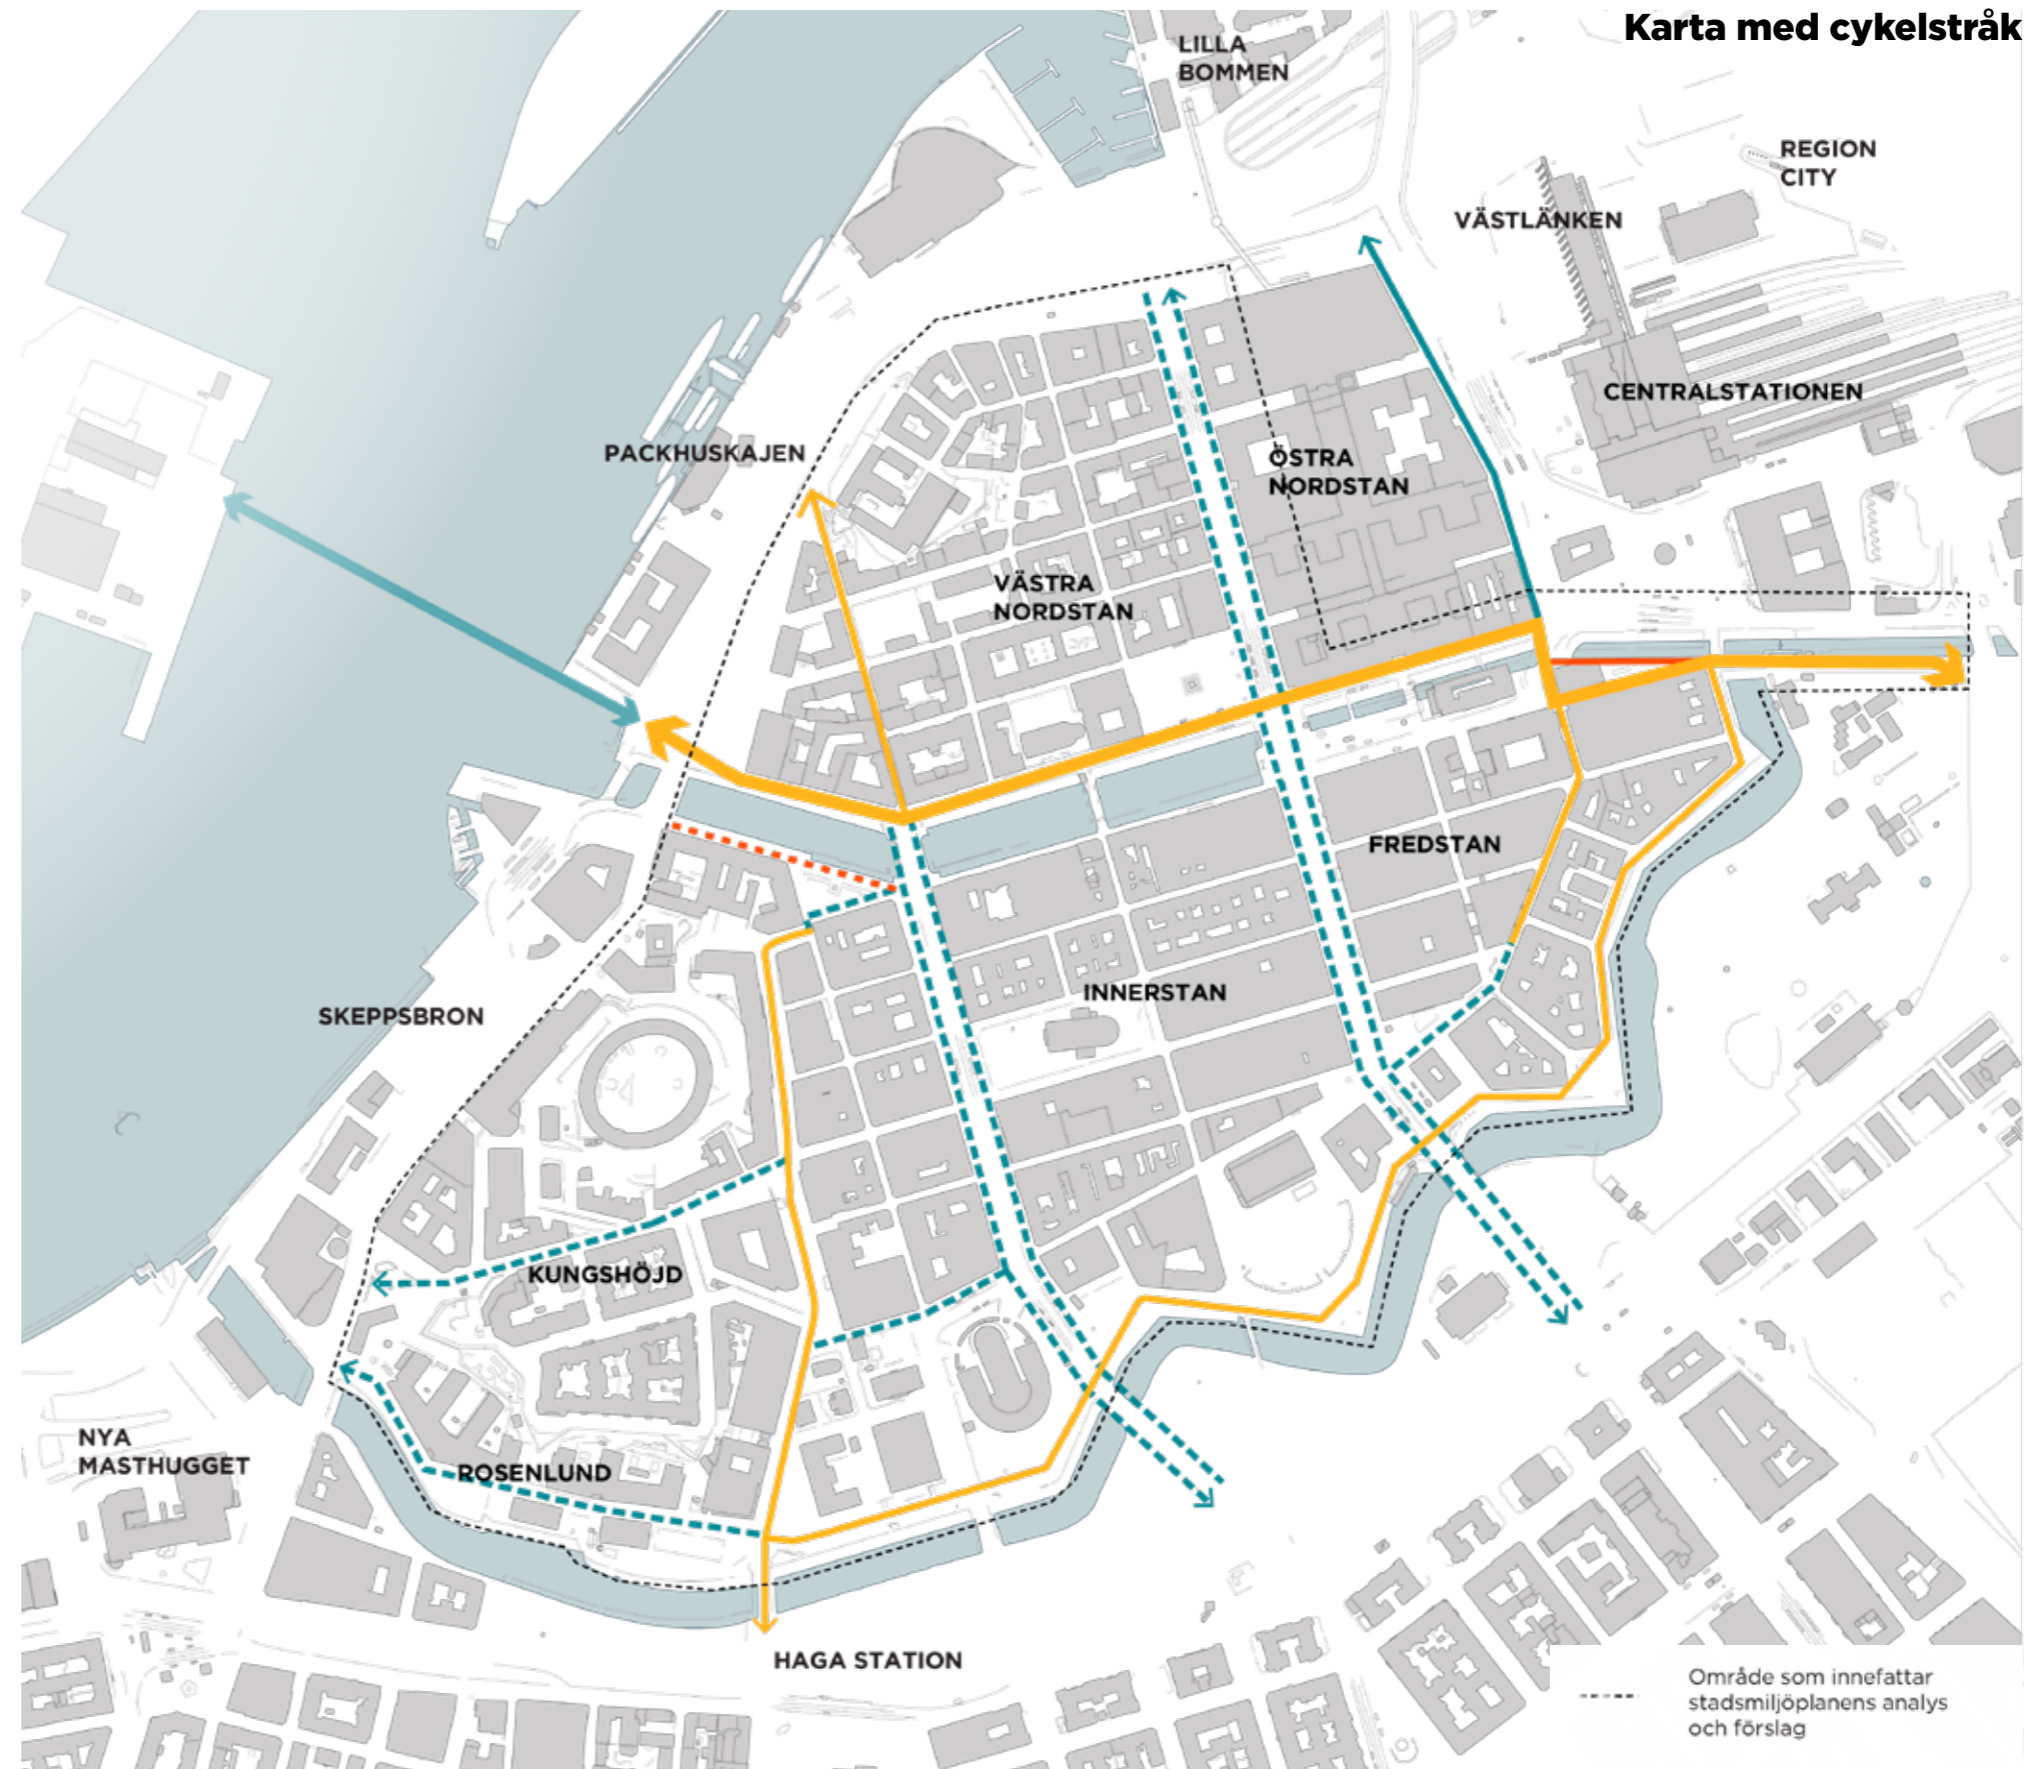 Karta med cykelstråk
LILLA
BOMMEN
REGION
CITY
VÄSTLÄNKEN
CENTRALSTATIONEN
PACKHUSKAJEN
ÖSTRA
NORDSTAN
VÄSTRA
NORDSTAN
FREDSTAN
INNERSTAN
SKEPPSBRON
KUNGSHÖJD
NYA
MASTHUGGET
ROSENLUND
HAGA STATION
Område som innefattar
stadsmiljöplanens analys
och förslag